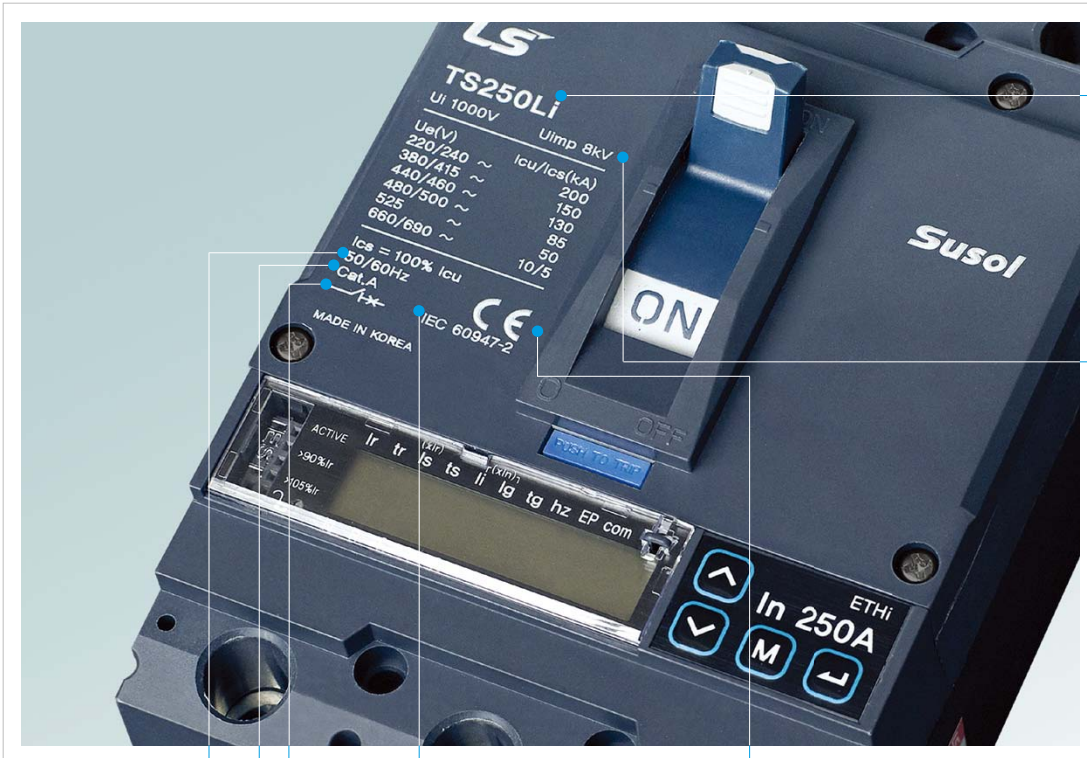 LS
TS250Li
Ui 1000V Uimp 8kV
Ue(V) Icu/Ics(kA)
220/240 ~ 200
380/415 ~ 150
440/460 ~ 130
480/500 ~ 85
525 ~ 50
660/690 ~ 10/5
Ics = 100% Icu
50/60Hz
Cat.A
MADE IN KOREA
CE
IEC 60947-2
Susol
ON
ON
O OFF
PUSH TO TRIP
ACTIVE
>90%Ir
>105%Ir
(xIr) (xIn)
Ir tr Is ts Ii Ig tg hz EP com
ETHi
In 250A
M